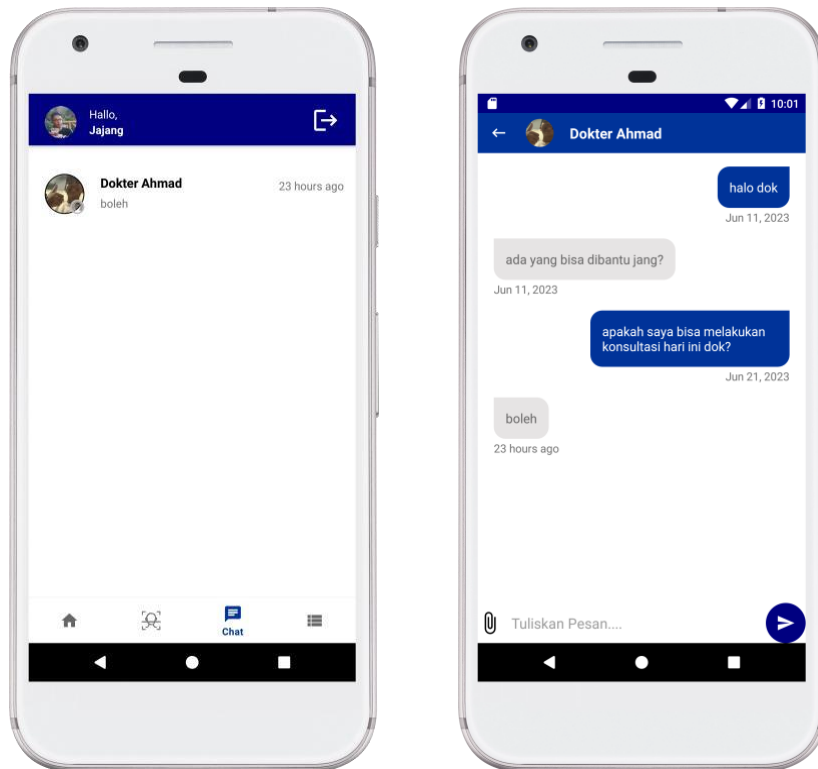 Hallo,
Jajang
Dokter Ahmad
23 hours ago
boleh
Chat
10:01
Dokter Ahmad
halo dok
Jun 11, 2023
ada yang bisa dibantu jang?
Jun 11, 2023
apakah saya bisa melakukan
konsultasi hari ini dok?
Jun 21, 2023
boleh
23 hours ago
Tuliskan Pesan....